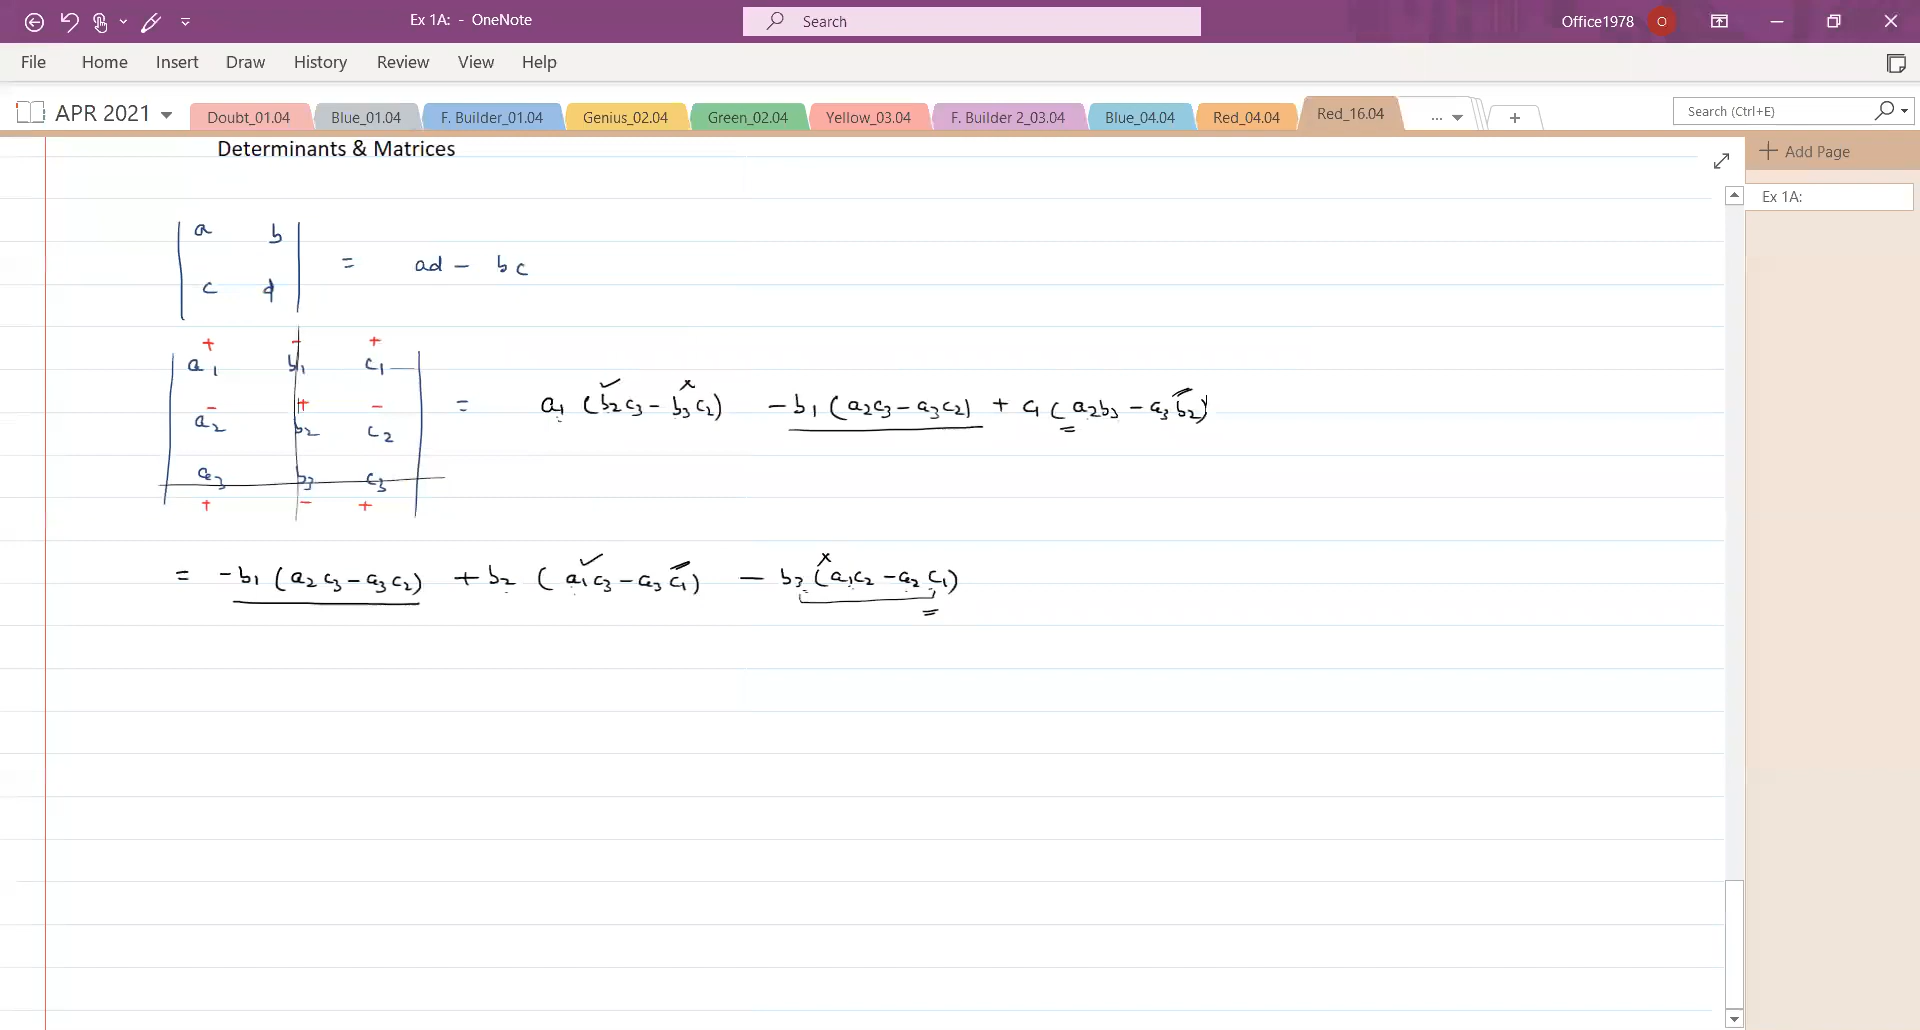 Ex 1A: - OneNote
Search
Office1978
O
File Home Insert Draw History Review View Help
APR 2021
Doubt_01.04 Blue_01.04 F. Builder_01.04 Genius_02.04 Green_02.04 Yellow_03.04 F. Builder 2_03.04 Blue_04.04 Red_04.04 Red_16.04 ... +
Search (Ctrl+E)
Add Page
Ex 1A:
Determinants & Matrices
a b
= ad - bc
c d
+ - +
a1 b1 c1
- + -
a2 b2 c2
= a1 (b2c3 - b3c2) - b1 (a2c3 - a3c2) + c1 (a2b3 - a3b2)
a3 b3 c3
+ - +
= -b1 (a2c3 - a3c2) + b2 (a1c3 - a3c1) - b3 (a1c2 - a2c1)